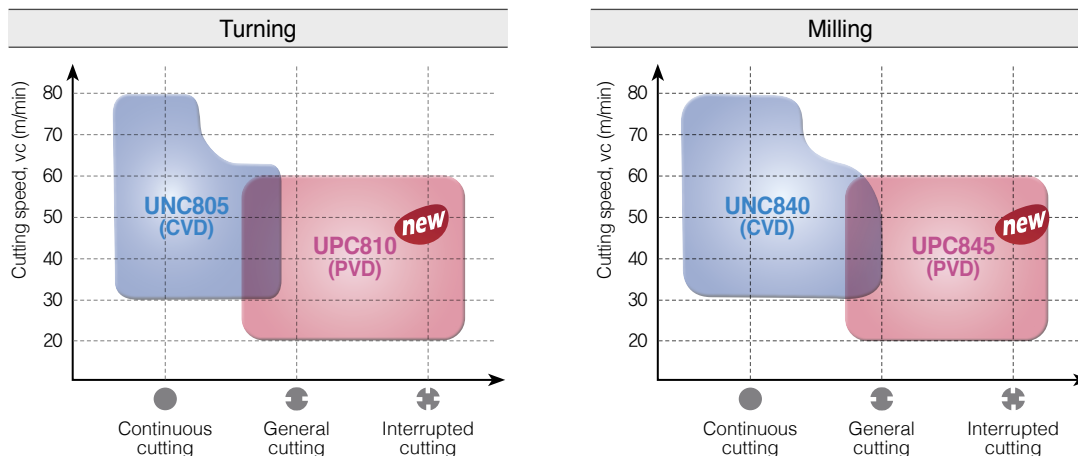 Turning
Cutting speed, vc (m/min)
80
70
60
50
40
30
20
UNC805
(CVD)
new
UPC810
(PVD)
Continuous
cutting
General
cutting
Interrupted
cutting
Milling
Cutting speed, vc (m/min)
80
70
60
50
40
30
20
UNC840
(CVD)
new
UPC845
(PVD)
Continuous
cutting
General
cutting
Interrupted
cutting